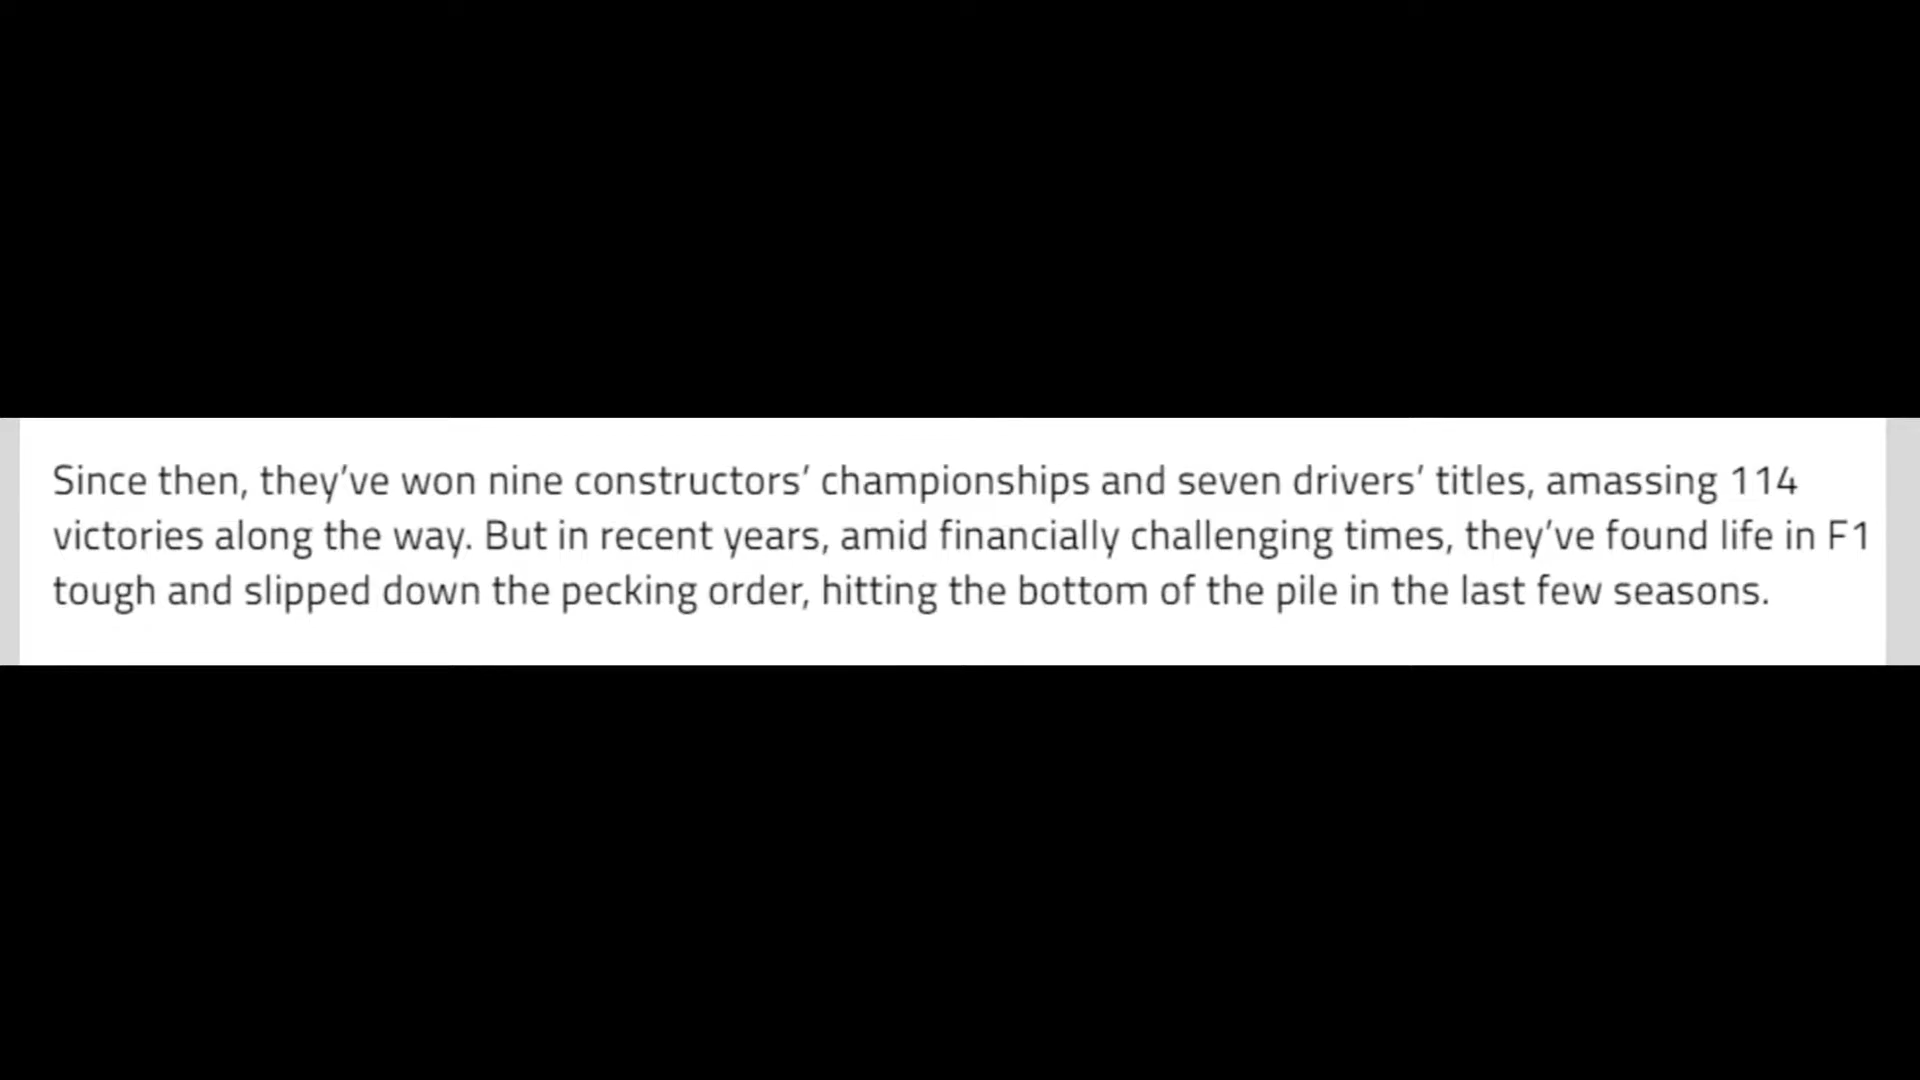 Since then, they’ve won nine constructors’ championships and seven drivers’ titles, amassing 114
victories along the way. But in recent years, amid financially challenging times, they’ve found life in F1
tough and slipped down the pecking order, hitting the bottom of the pile in the last few seasons.